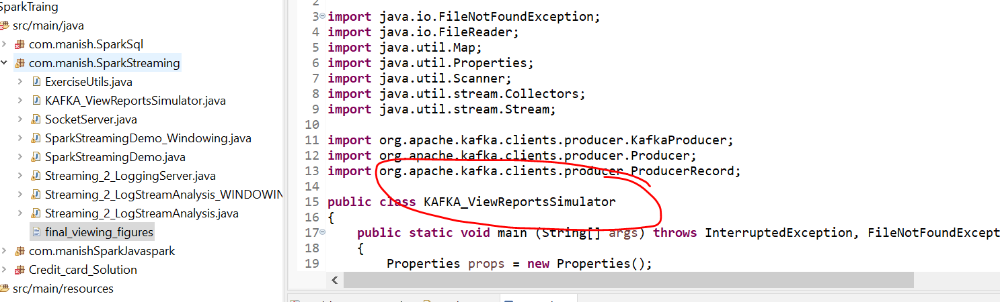 SparkTraing
src/main/java
com.manish.SparkSql
com.manish.SparkStreaming
ExerciseUtils.java
KAFKA_ViewReportsSimulator.java
SocketServer.java
SparkStreamingDemo_Windowing.java
SparkStreamingDemo.java
Streaming_2_LoggingServer.java
Streaming_2_LogStreamAnalysis_WINDOWIN
Streaming_2_LogStreamAnalysis.java
final_viewing_figures
com.manishSparkJavaspark
Credit_card_Solution
src/main/resources
2
3 import java.io.FileNotFoundException;
4 import java.io.FileReader;
5 import java.util.Map;
6 import java.util.Properties;
7 import java.util.Scanner;
8 import java.util.stream.Collectors;
9 import java.util.stream.Stream;
10
11 import org.apache.kafka.clients.producer.KafkaProducer;
12 import org.apache.kafka.clients.producer.Producer;
13 import org.apache.kafka.clients.producer.ProducerRecord;
14
15 public class KAFKA_ViewReportsSimulator
16 {
17 public static void main (String[] args) throws InterruptedException, FileNotFoundExcept
18 {
19 Properties props = new Properties();